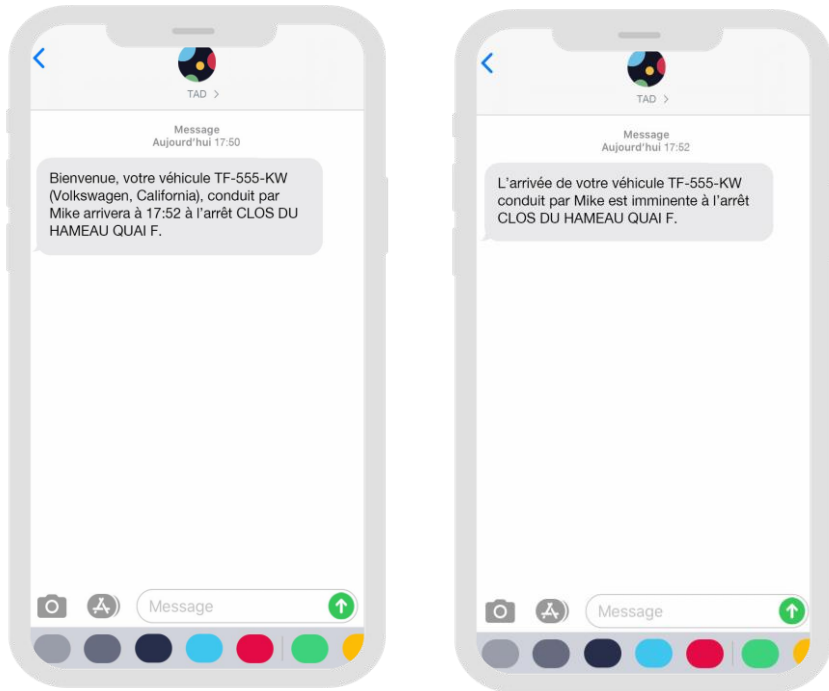 TAD >
Message
Aujourd'hui 17:50
Bienvenue, votre véhicule TF-555-KW
(Volkswagen, California), conduit par
Mike arrivera à 17:52 à l'arrêt CLOS DU
HAMEAU QUAI F.
Message
TAD >
Message
Aujourd'hui 17:52
L'arrivée de votre véhicule TF-555-KW
conduit par Mike est imminente à l'arrêt
CLOS DU HAMEAU QUAI F.
Message